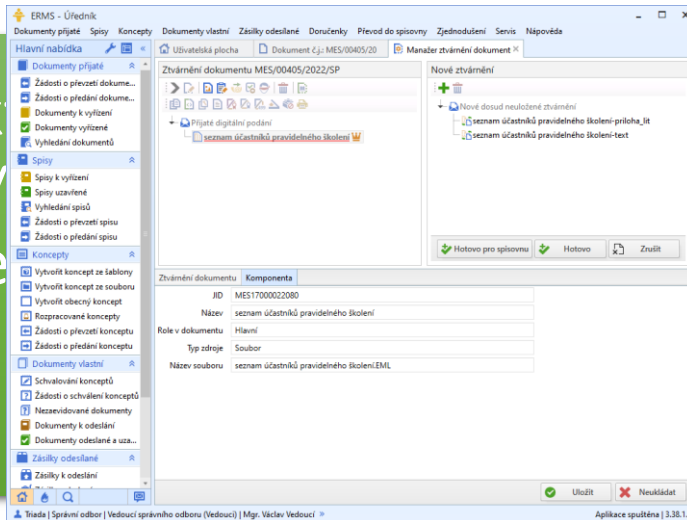 ERMS - Úředník
Dokumenty přijaté Spisy Koncepty Dokumenty vlastní Zásilky odesílané Doručenky Převod do spisovny Zjednodušení Servis Nápověda
Hlavní nabídka
Uživatelská plocha Dokument č.j.: MES/00405/20 Manažer ztvárnění dokument
Dokumenty přijaté
Žádosti o převzetí dokume...
Žádosti o předání dokume...
Dokumenty k vyřízení
Dokumenty vyřízené
Vyhledání dokumentů
Spisy
Spisy k vyřízení
Spisy uzavřené
Vyhledání spisů
Žádosti o převzetí spisu
Žádosti o předání spisu
Koncepty
Vytvořit koncept ze šablony
Vytvořit koncept ze souboru
Vytvořit obecný koncept
Rozpracované koncepty
Žádosti o převzetí konceptu
Žádosti o předání konceptu
Dokumenty vlastní
Schvalování konceptů
Žádosti o schválení konceptů
Nezaevidované dokumenty
Dokumenty k odeslání
Dokumenty odeslané a uza...
Zásilky odesílané
Zásilky k odeslání
Ztvárnění dokumentu MES/00405/2022/SP
Přijaté digitální podání
seznam účastníků pravidelného školení
Nové ztvárnění
Nové dosud neuložené ztvárnění
seznam účastníků pravidelného školení-priloha_lit
seznam účastníků pravidelného školení-text
Hotovo pro spisovnu Hotovo Zrušit
Ztvárnění dokumentu Komponenta
JID MES17000022080
Název seznam účastníků pravidelného školení
Role v dokumentu Hlavní
Typ zdroje Soubor
Název souboru seznam účastníků pravidelného školení.EML
Uložit Neukládat
Triada | Správní odbor | Vedoucí správního odboru (Vedoucí) | Mgr. Václav Vedoucí
Aplikace spuštěna | 3.38.1.